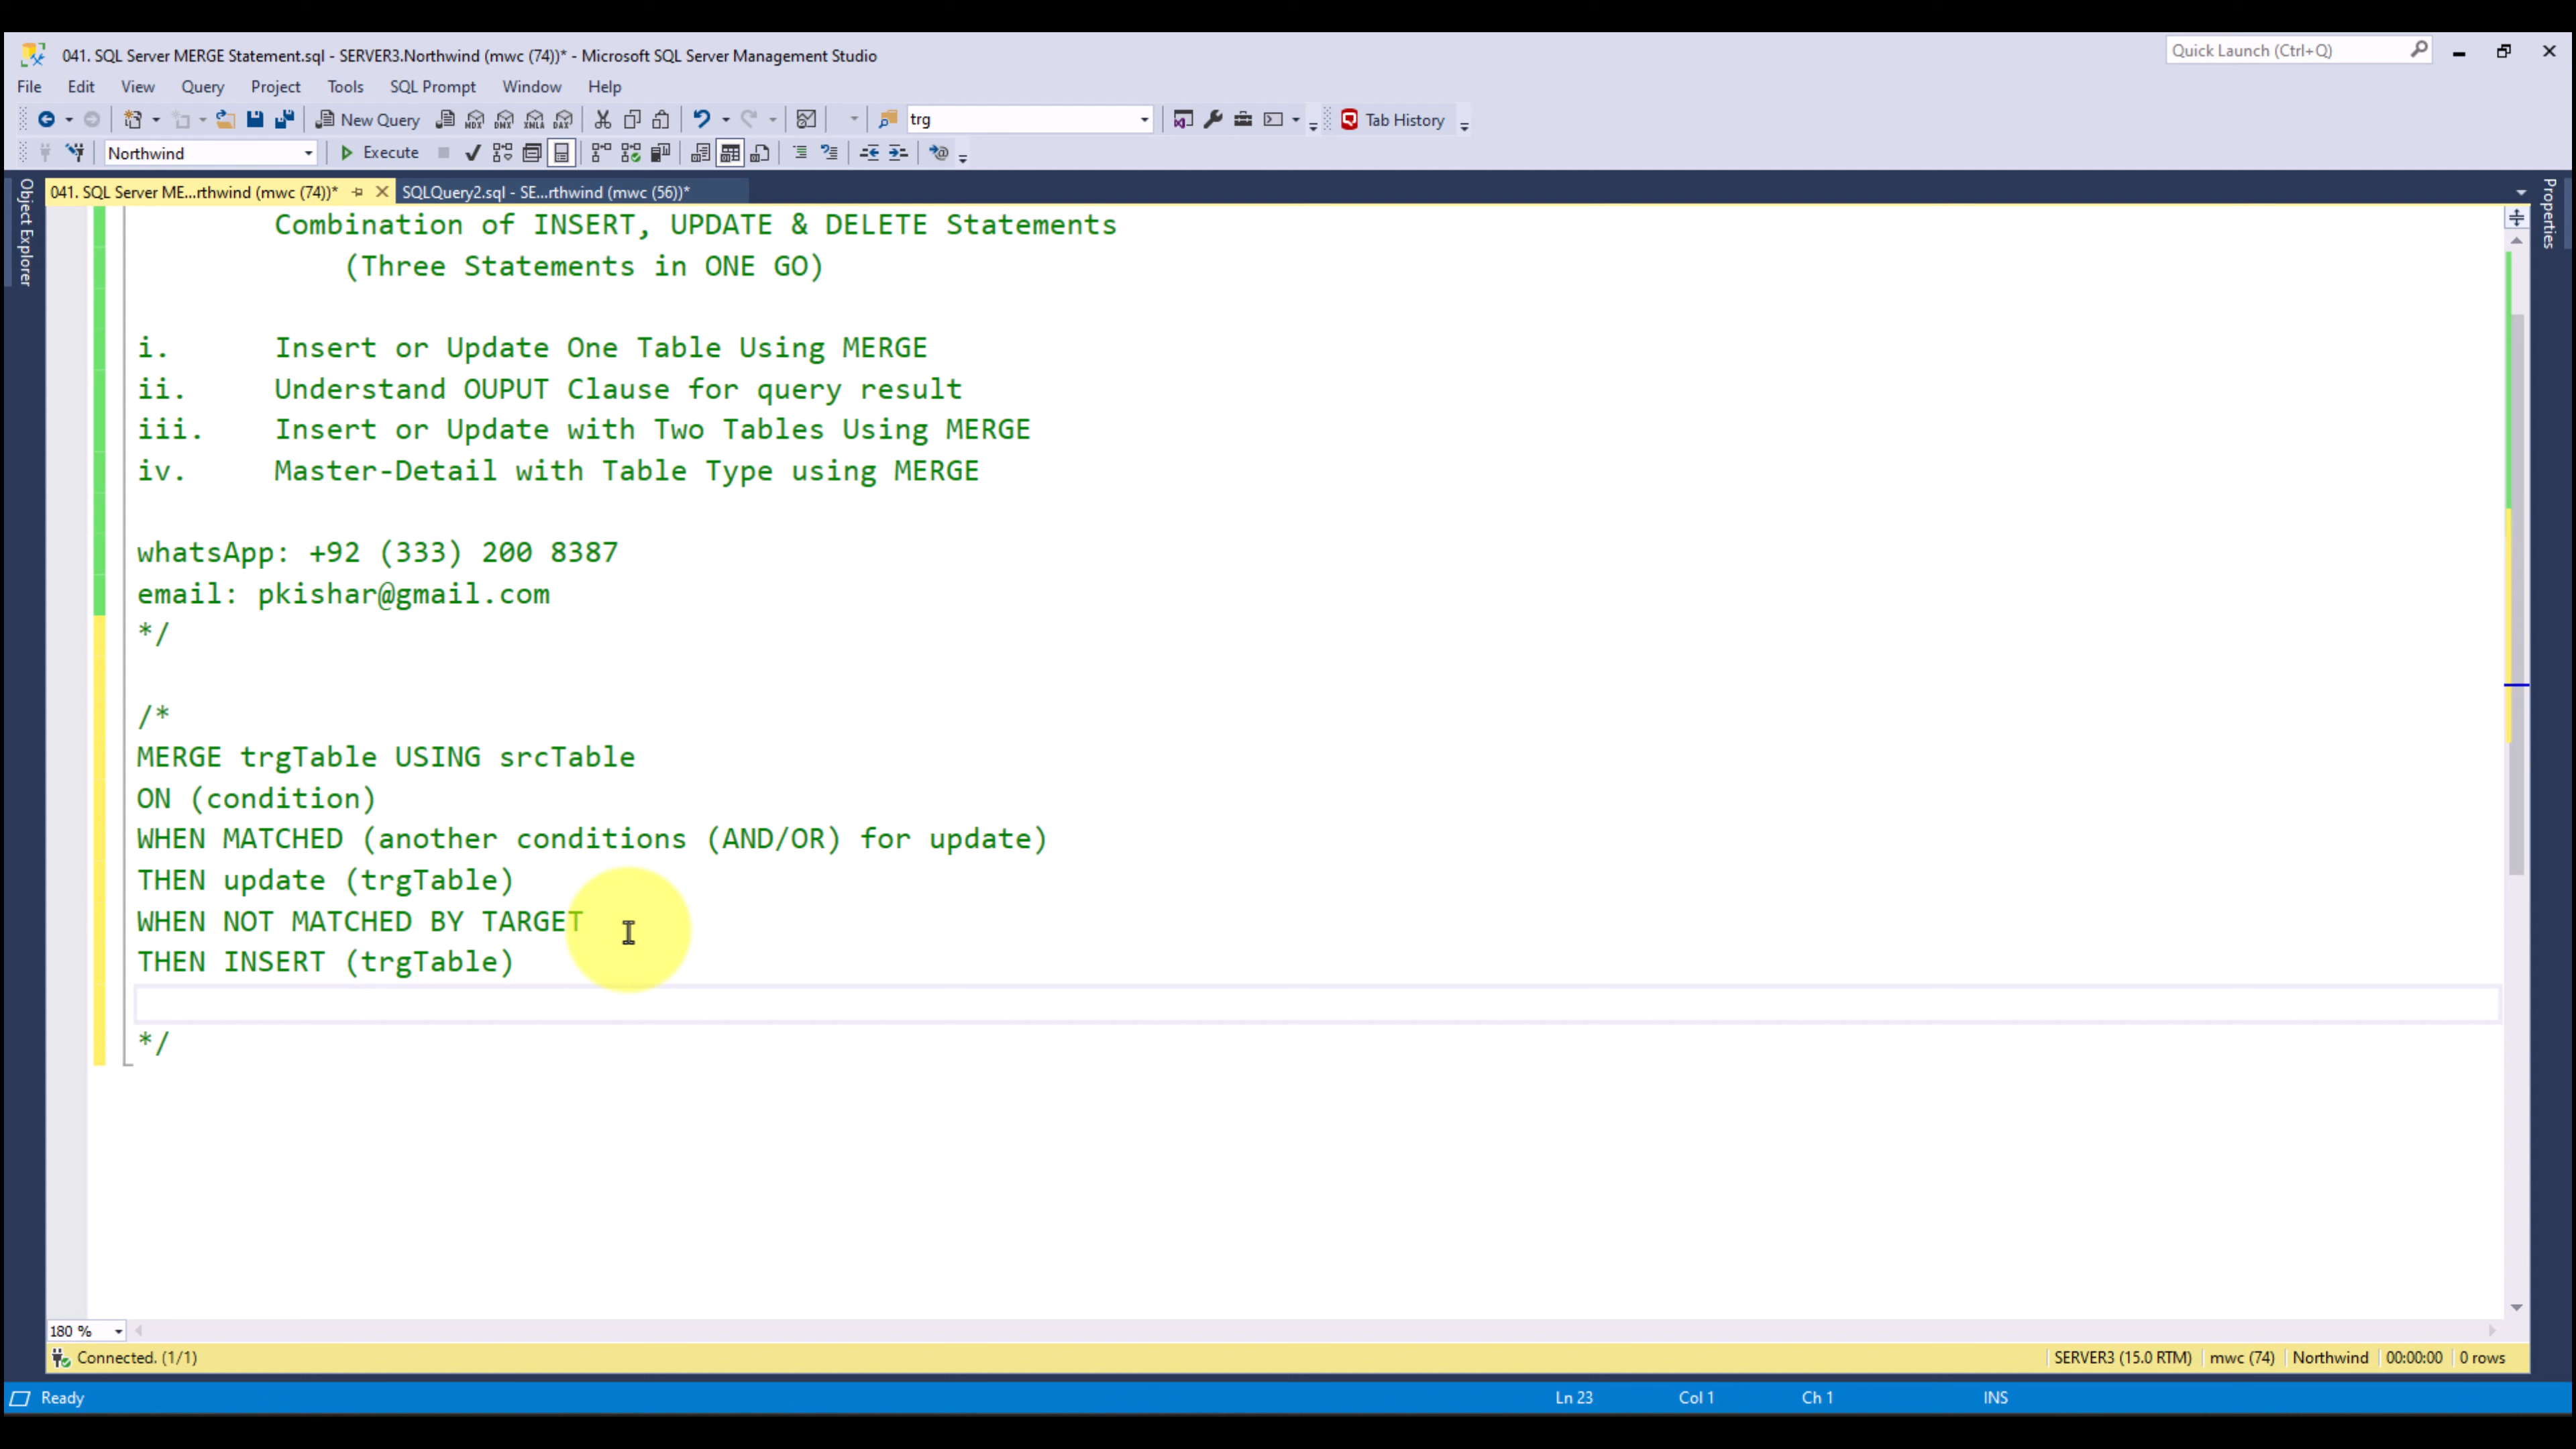 041. SQL Server MERGE Statement.sql - SERVER3.Northwind (mwc (74))* - Microsoft SQL Server Management Studio
Quick Launch (Ctrl+Q)
File Edit View Query Project Tools SQL Prompt Window Help
New Query MDX DMX XMLA DAX trg Tab History
Northwind Execute
Object Explorer
041. SQL Server ME...rthwind (mwc (74))* SQLQuery2.sql - SE...rthwind (mwc (56))*
Properties
Combination of INSERT, UPDATE & DELETE Statements
(Three Statements in ONE GO)
i. Insert or Update One Table Using MERGE
ii. Understand OUPUT Clause for query result
iii. Insert or Update with Two Tables Using MERGE
iv. Master-Detail with Table Type using MERGE
whatsApp: +92 (333) 200 8387
email: pkishar@gmail.com
*/
/*
MERGE trgTable USING srcTable
ON (condition)
WHEN MATCHED (another conditions (AND/OR) for update)
THEN update (trgTable)
WHEN NOT MATCHED BY TARGET
THEN INSERT (trgTable)
*/
180 %
Connected. (1/1) SERVER3 (15.0 RTM) mwc (74) Northwind 00:00:00 0 rows
Ready Ln 23 Col 1 Ch 1 INS